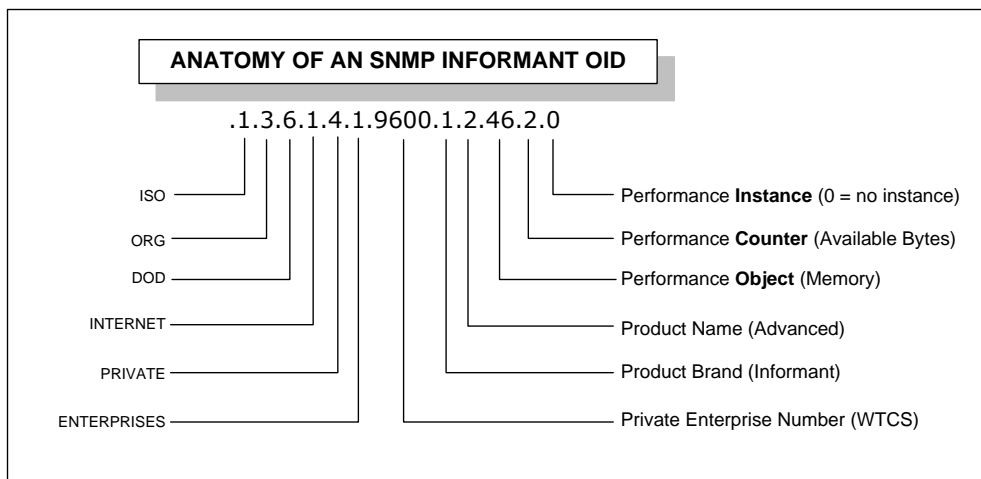 ANATOMY OF AN SNMP INFORMANT OID
.1.3.6.1.4.1.9600.1.2.46.2.0
ISO
ORG
DOD
INTERNET
PRIVATE
ENTERPRISES
Performance Instance (0 = no instance)
Performance Counter (Available Bytes)
Performance Object (Memory)
Product Name (Advanced)
Product Brand (Informant)
Private Enterprise Number (WTCS)